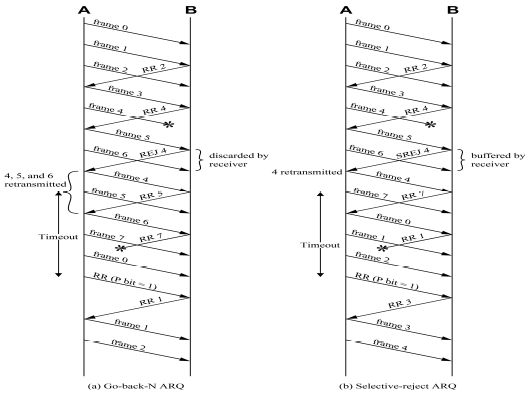 A B
frame 0
frame 1
frame 2
RR 2
frame 3
frame 4
RR 4
*
frame 5
frame 6
REJ 4
discarded by
receiver
4, 5, and 6
retransmitted
frame 4
frame 5
RR 5
frame 6
Timeout
frame 7
RR 7
*
frame 0
RR (P bit = 1)
RR 1
frame 1
frame 2
(a) Go-back-N ARQ
A B
frame 0
frame 1
frame 2
RR 2
frame 3
frame 4
RR 4
*
frame 5
frame 6
SREJ 4
buffered by
receiver
4 retransmitted
frame 4
frame 7
RR 7
frame 0
Timeout
frame 1
RR 1
*
frame 2
RR (P bit = 1)
RR 3
frame 3
frame 4
(b) Selective-reject ARQ